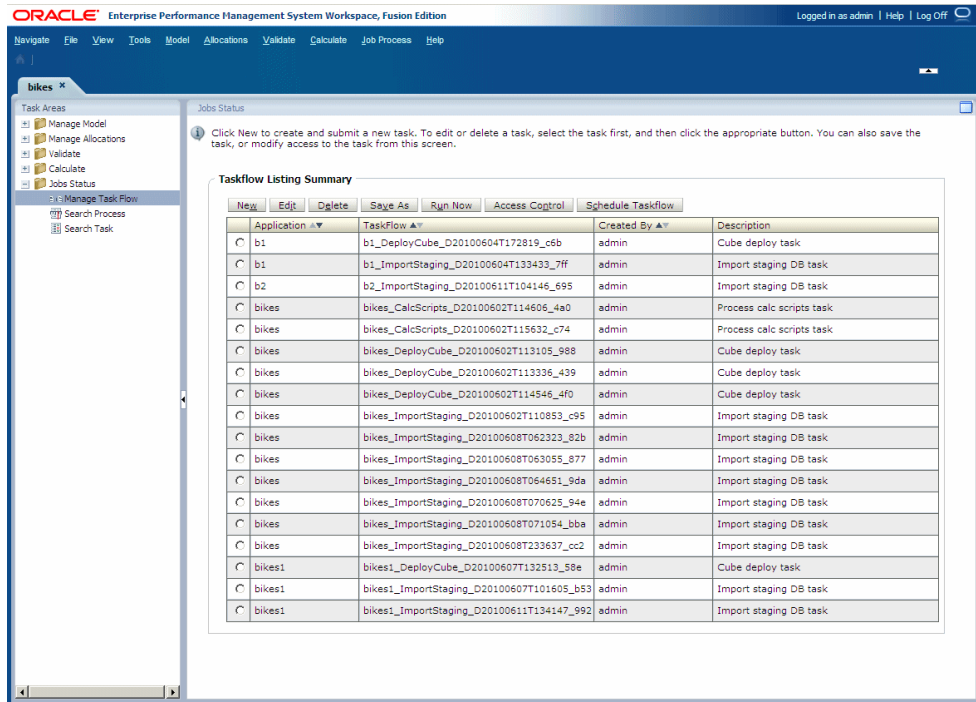 ORACLE Enterprise Performance Management System Workspace, Fusion Edition Logged in as admin | Help | Log Off
Navigate File View Tools Model Allocations Validate Calculate Job Process Help
bikes
Task Areas
Manage Model
Manage Allocations
Validate
Calculate
Jobs Status
Manage Task Flow
Search Process
Search Task
Jobs Status
Click New to create and submit a new task. To edit or delete a task, select the task first, and then click the appropriate button. You can also save the
task, or modify access to the task from this screen.
Taskflow Listing Summary
New Edit Delete Save As Run Now Access Control Schedule Taskflow
Application TaskFlow Created By Description
b1 b1_DeployCube_D20100604T172819_c6b admin Cube deploy task
b1 b1_ImportStaging_D20100604T133433_7ff admin Import staging DB task
b2 b2_ImportStaging_D20100611T104146_695 admin Import staging DB task
bikes bikes_CalcScripts_D20100602T114606_4a0 admin Process calc scripts task
bikes bikes_CalcScripts_D20100602T115632_c74 admin Process calc scripts task
bikes bikes_DeployCube_D20100602T113105_988 admin Cube deploy task
bikes bikes_DeployCube_D20100602T113336_439 admin Cube deploy task
bikes bikes_DeployCube_D20100602T114546_4f0 admin Cube deploy task
bikes bikes_ImportStaging_D20100602T110853_c95 admin Import staging DB task
bikes bikes_ImportStaging_D20100608T062323_82b admin Import staging DB task
bikes bikes_ImportStaging_D20100608T063055_877 admin Import staging DB task
bikes bikes_ImportStaging_D20100608T064651_9da admin Import staging DB task
bikes bikes_ImportStaging_D20100608T070625_94e admin Import staging DB task
bikes bikes_ImportStaging_D20100608T071054_bba admin Import staging DB task
bikes bikes_ImportStaging_D20100608T233637_cc2 admin Import staging DB task
bikes1 bikes1_DeployCube_D20100607T132513_58e admin Cube deploy task
bikes1 bikes1_ImportStaging_D20100607T101605_b53 admin Import staging DB task
bikes1 bikes1_ImportStaging_D20100611T134147_992 admin Import staging DB task